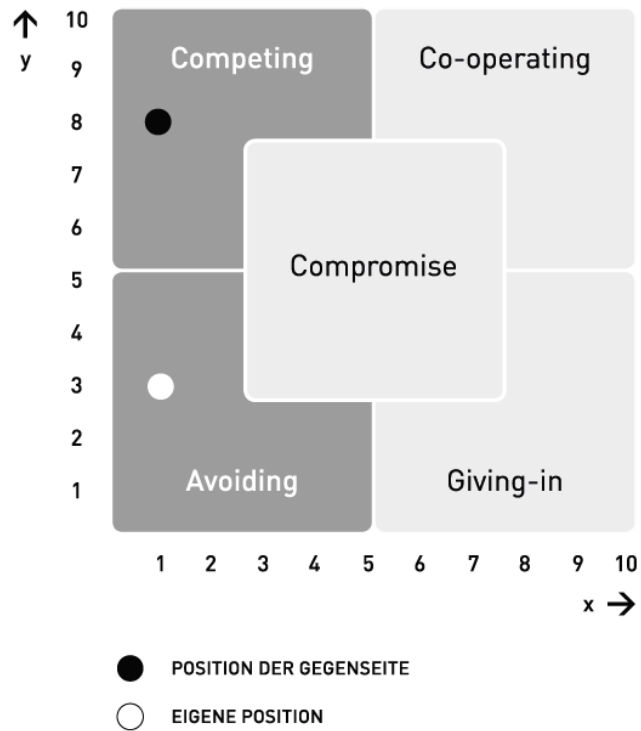 10
y
9
Competing
Co-operating
8
7
6
Compromise
5
4
3
2
1
Avoiding
Giving-in
1 2 3 4 5 6 7 8 9 10
x
POSITION DER GEGENSEITE
EIGENE POSITION